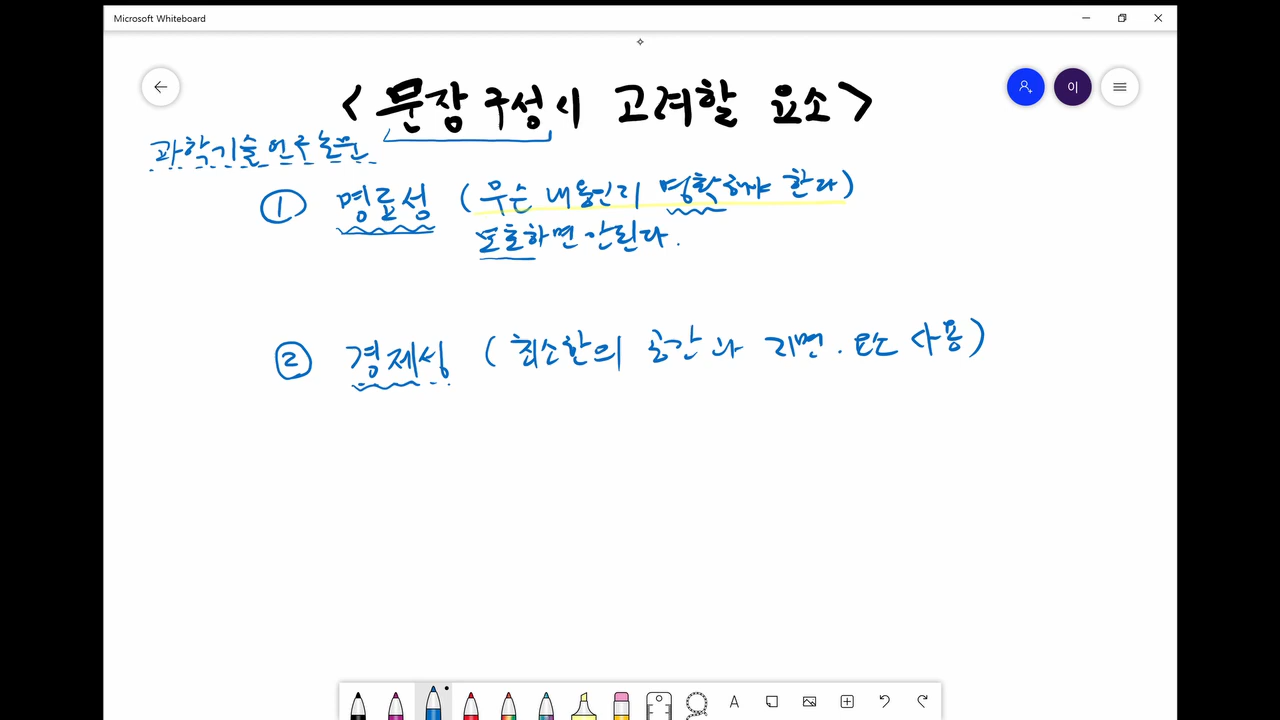 Microsoft Whiteboard
이
< 문장 구성시 고려할 요소 >
과학기술 연구논문
① 명료성 ( 무슨 내용인지 명확해야 한다 )
모호하면 안된다.
② 경제성 ( 최소한의 공간과 지면. 요소 사용 )
A